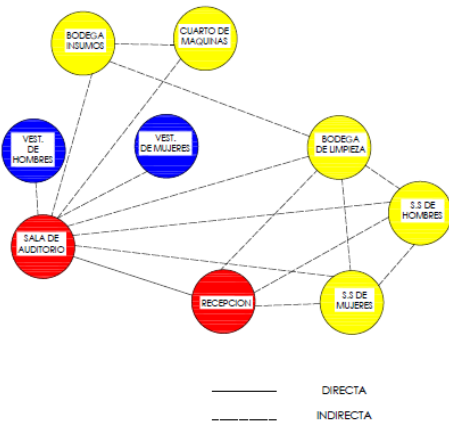 BODEGA
INSUMOS
CUARTO DE
MAQUINAS
VEST.
DE
HOMBRES
VEST.
DE MUJERES
BODEGA
DE LIMPIEZA
S.S DE
HOMBRES
SALA DE
AUDITORIO
RECEPCION
S.S DE
MUJERES
DIRECTA
INDIRECTA